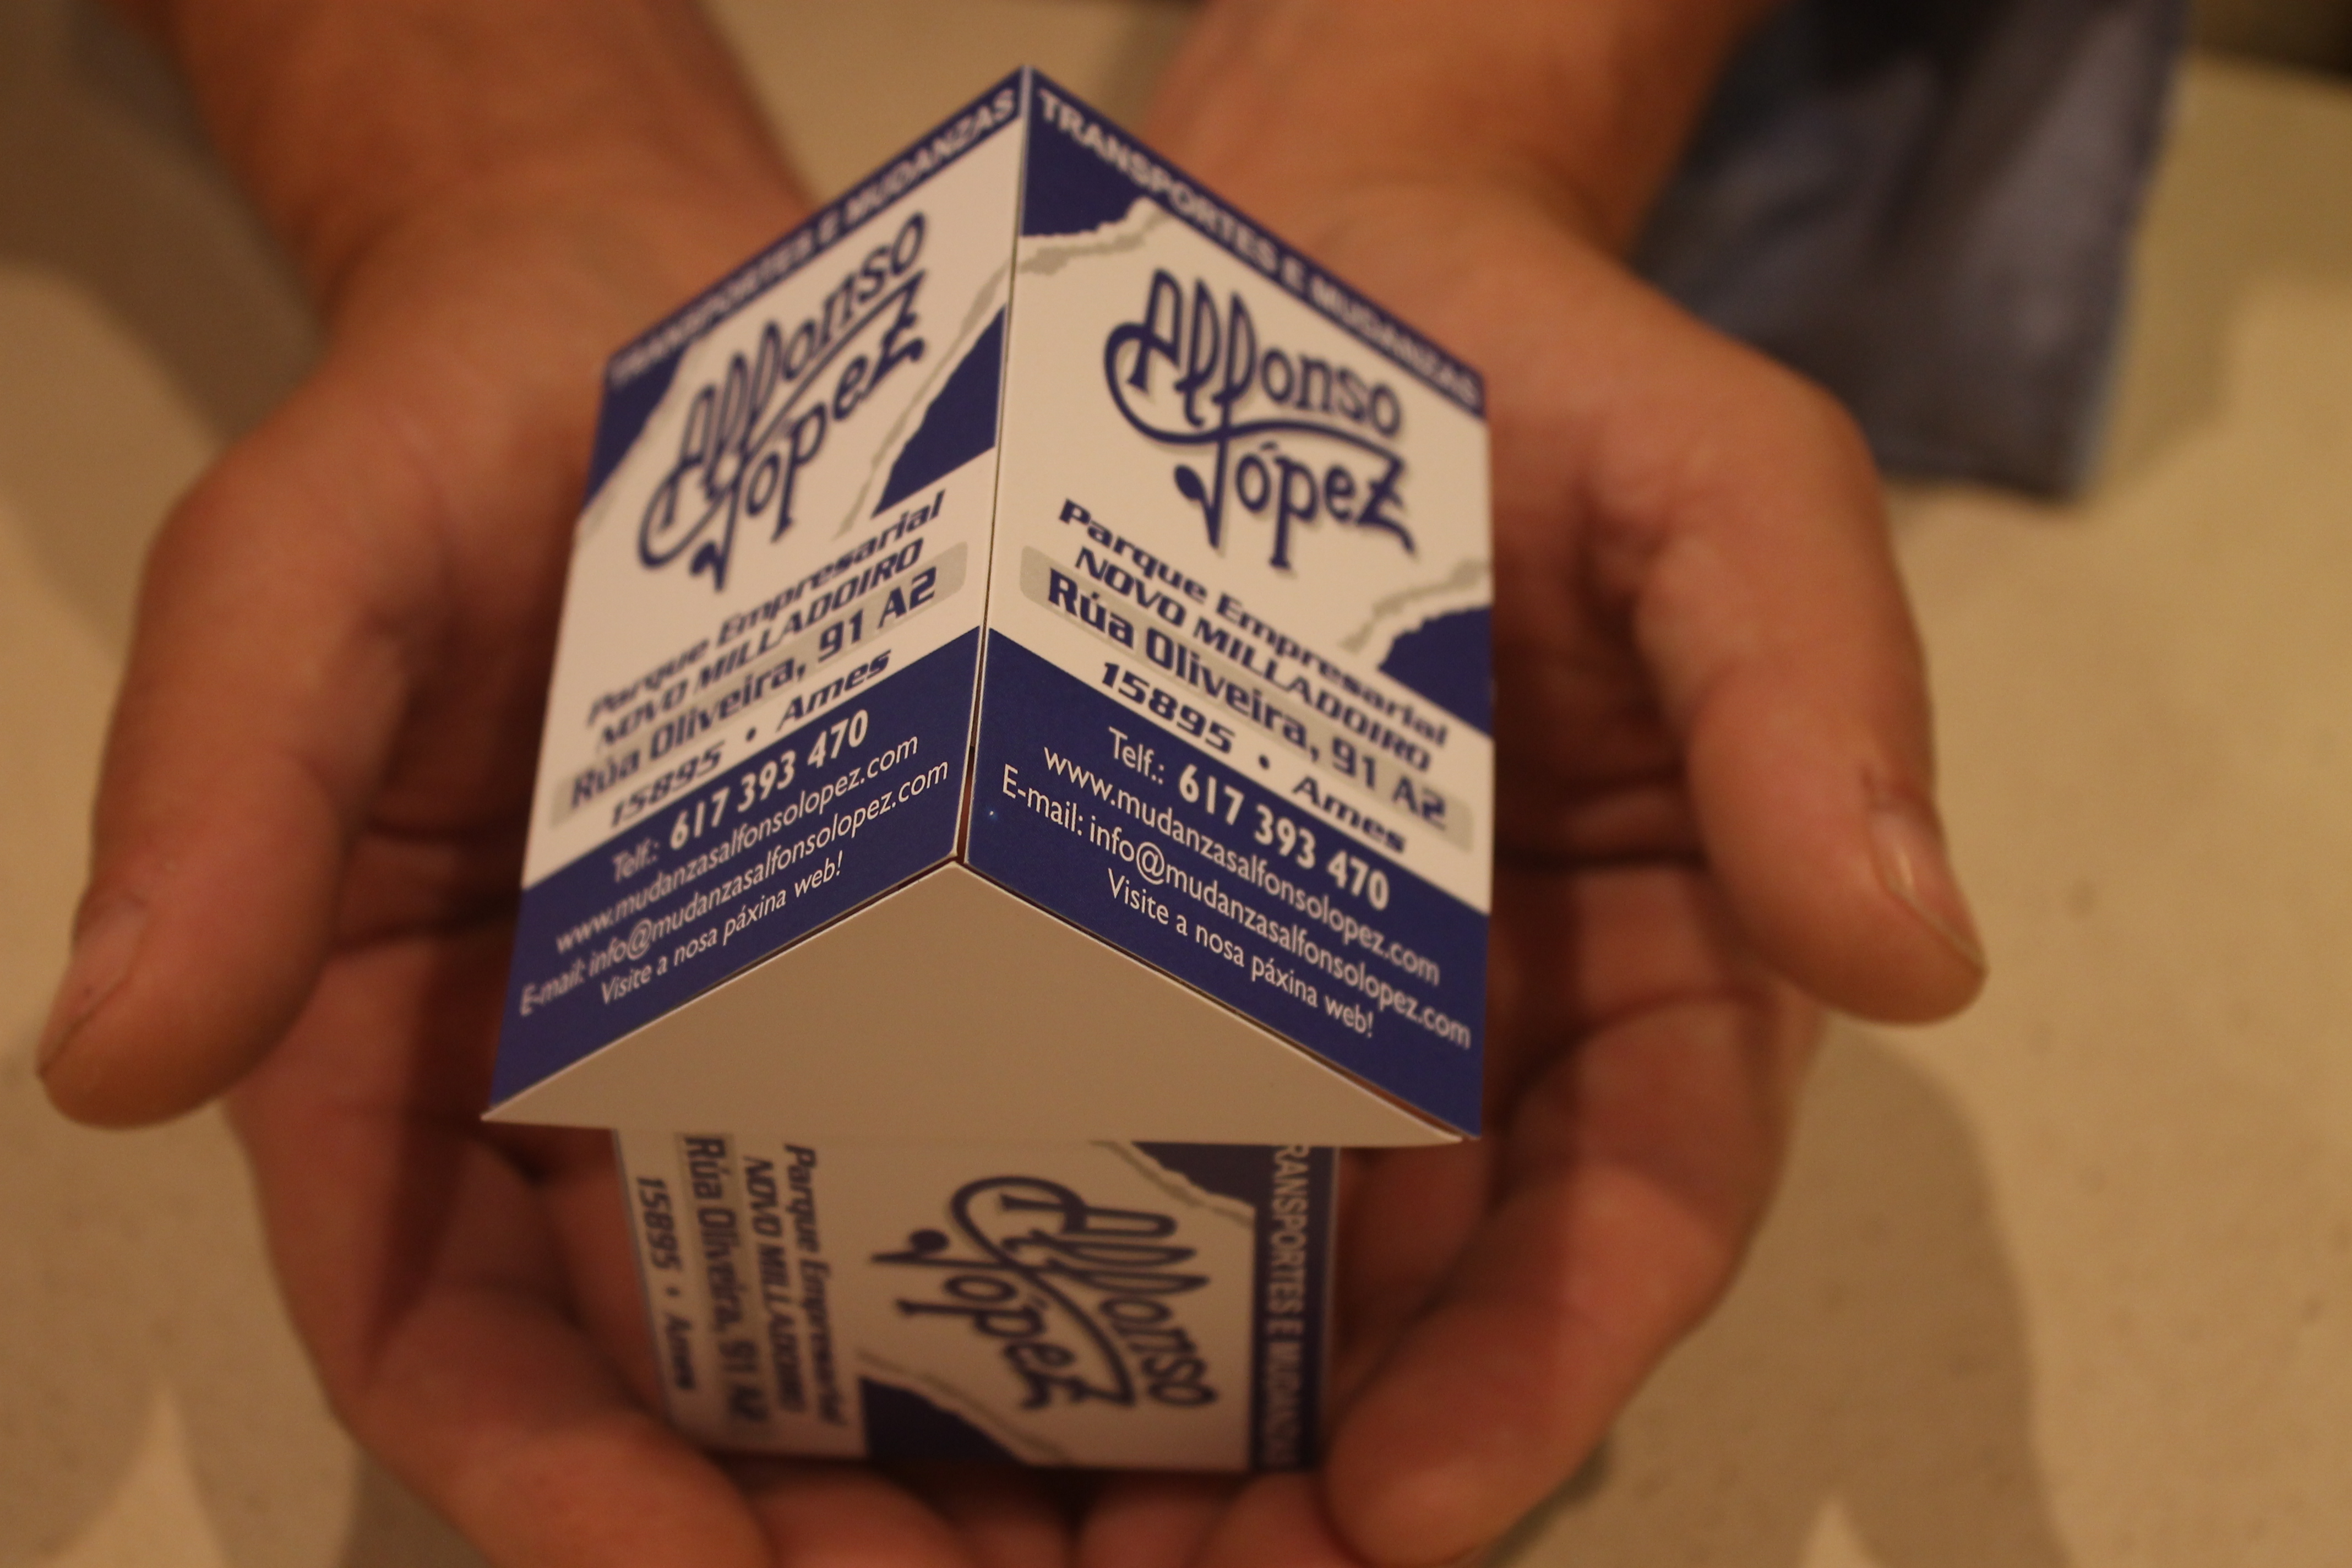 TRANSPORTES E MUDANZAS
Alfonso
López
Parque Empresarial
NOVO MILLADOIRO
Rúa Oliveira, 91 A2
15895 • Ames
Telf.: 617 393 470
www.mudanzasalfonsolopez.com
E-mail: info@mudanzasalfonsolopez.com
Visite a nosa páxina web!
TRANSPORTES E MUDANZAS
Alfonso
López
Parque Empresarial
NOVO MILLADOIRO
Rúa Oliveira, 91 A2
15895 • Ames
Telf.: 617 393 470
www.mudanzasalfonsolopez.com
E-mail: info@mudanzasalfonsolopez.com
Visite a nosa páxina web!
RANSPORTES E MUDANZAS
Alfonso
López
Parque Empresarial
NOVO MILLADOIRO
Rúa Oliveira, 91 A2
15895 • Ames